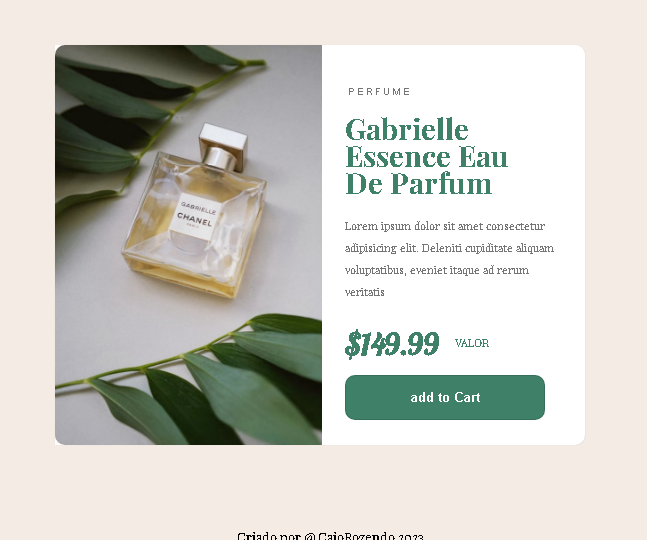 GABRIELLE
CHANEL
PARIS
PERFUME
Gabrielle
Essence Eau
De Parfum
Lorem ipsum dolor sit amet consectetur
adipisicing elit. Deleniti cupiditate aliquam
voluptatibus, eveniet itaque ad rerum
veritatis
$149.99 VALOR
add to Cart
Criado por @CaioRozendo 2023